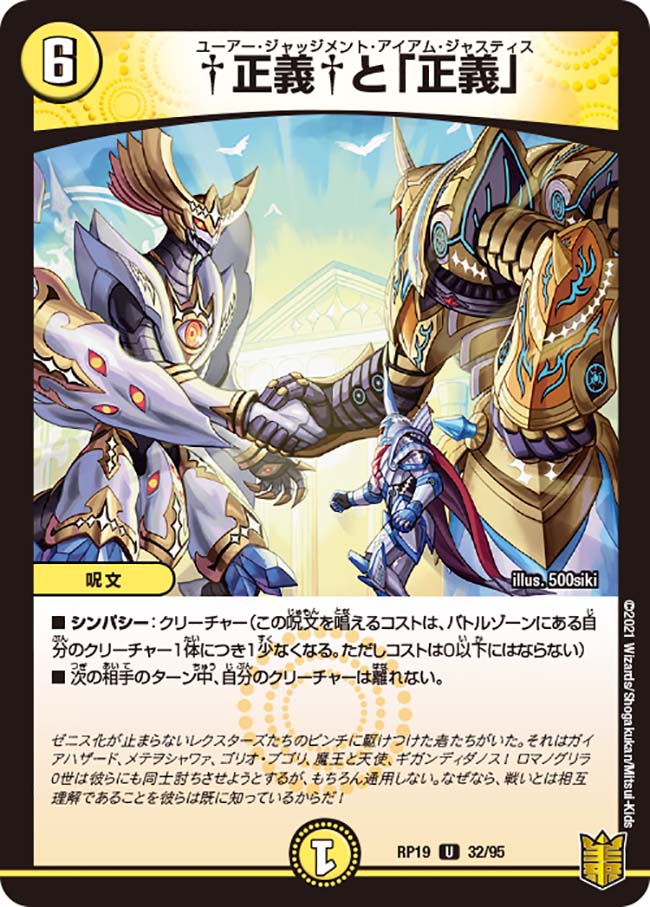 6
ユーアー・ジャッジメント・アイアム・ジャスティス
†正義†と「正義」
illus. 500siki
呪文
■ シンパシー：クリーチャー（この呪文を唱えるコストは、バトルゾーンにある自
分のクリーチャー1体につき1少なくなる。ただしコストは0以下にはならない）
■ 次の相手のターン中、自分のクリーチャーは離れない。
ゼニス化が止まらないレクスターズたちのピンチに駆けつけた者たちがいた。それはガイ
アハザード、メテヲシャワァ、ゴリオ・ブゴリ、魔王と天使、ギガンディダノス！ ロマノグリラ
0世は彼らにも同士討ちさせようとするが、もちろん通用しない。なぜなら、戦いとは相互
理解であることを彼らは既に知っているからだ！
1
RP19 U 32/95
©2021 Wizards/Shogakukan/Mitsui-Kids